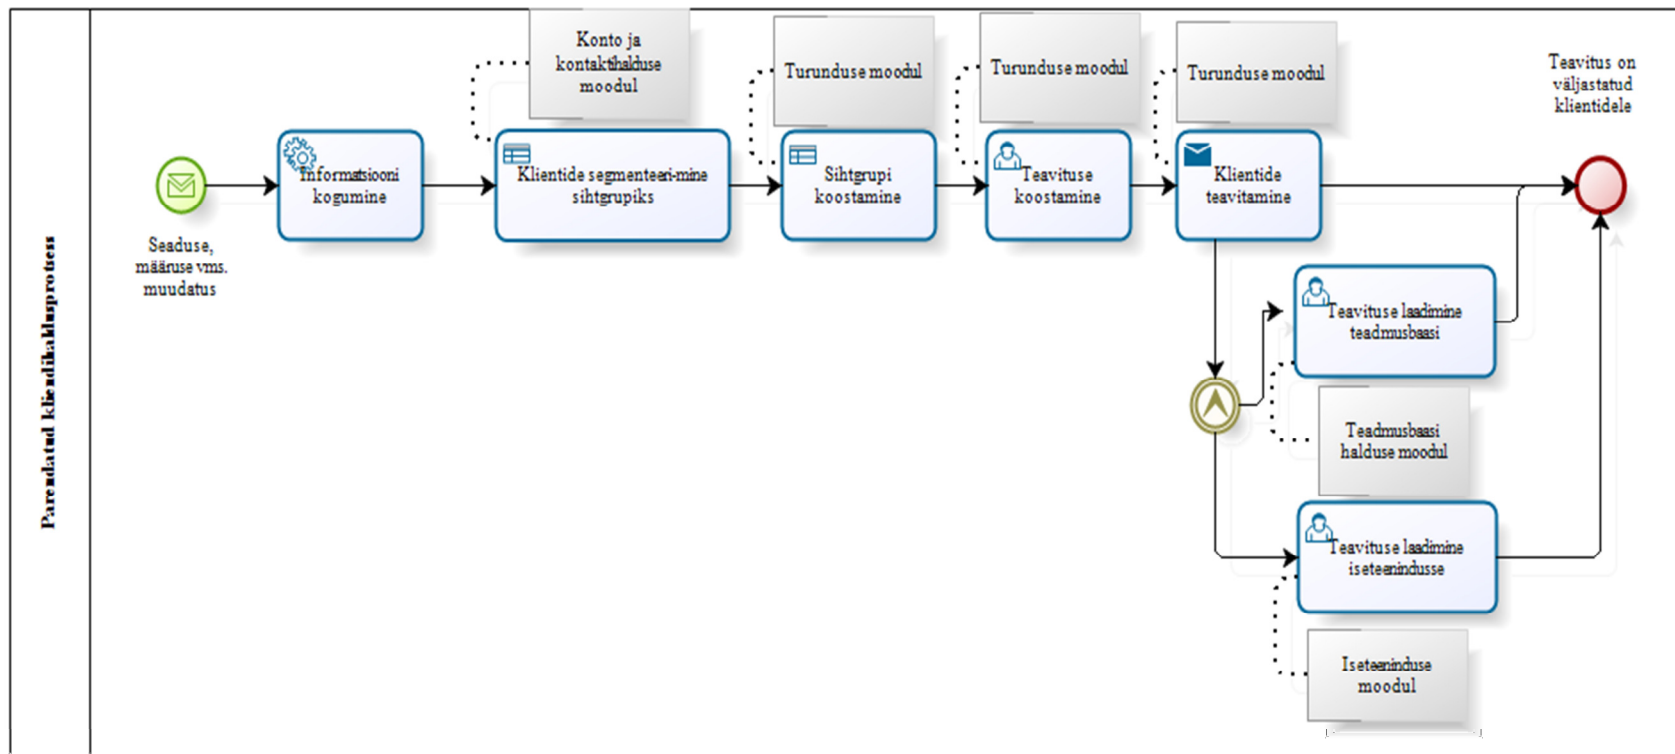 Parendatud kliendihaldusprotsess
Seaduse,
määruse vms.
muudatus
Informatsiooni
kogumine
Konto ja
kontaktihalduse
moodul
Klientide segmenteeri-mine
sihtgrupiks
Turunduse moodul
Sihtgrupi
koostamine
Turunduse moodul
Teavituse
koostamine
Turunduse moodul
Klientide
teavitamine
Teavitus on
väljastatud
klientidele
Teavituse laadimine
teadmusbaasi
Teadmusbaasi
halduse moodul
Teavituse laadimine
iseteenindusse
Iseteeninduse
moodul